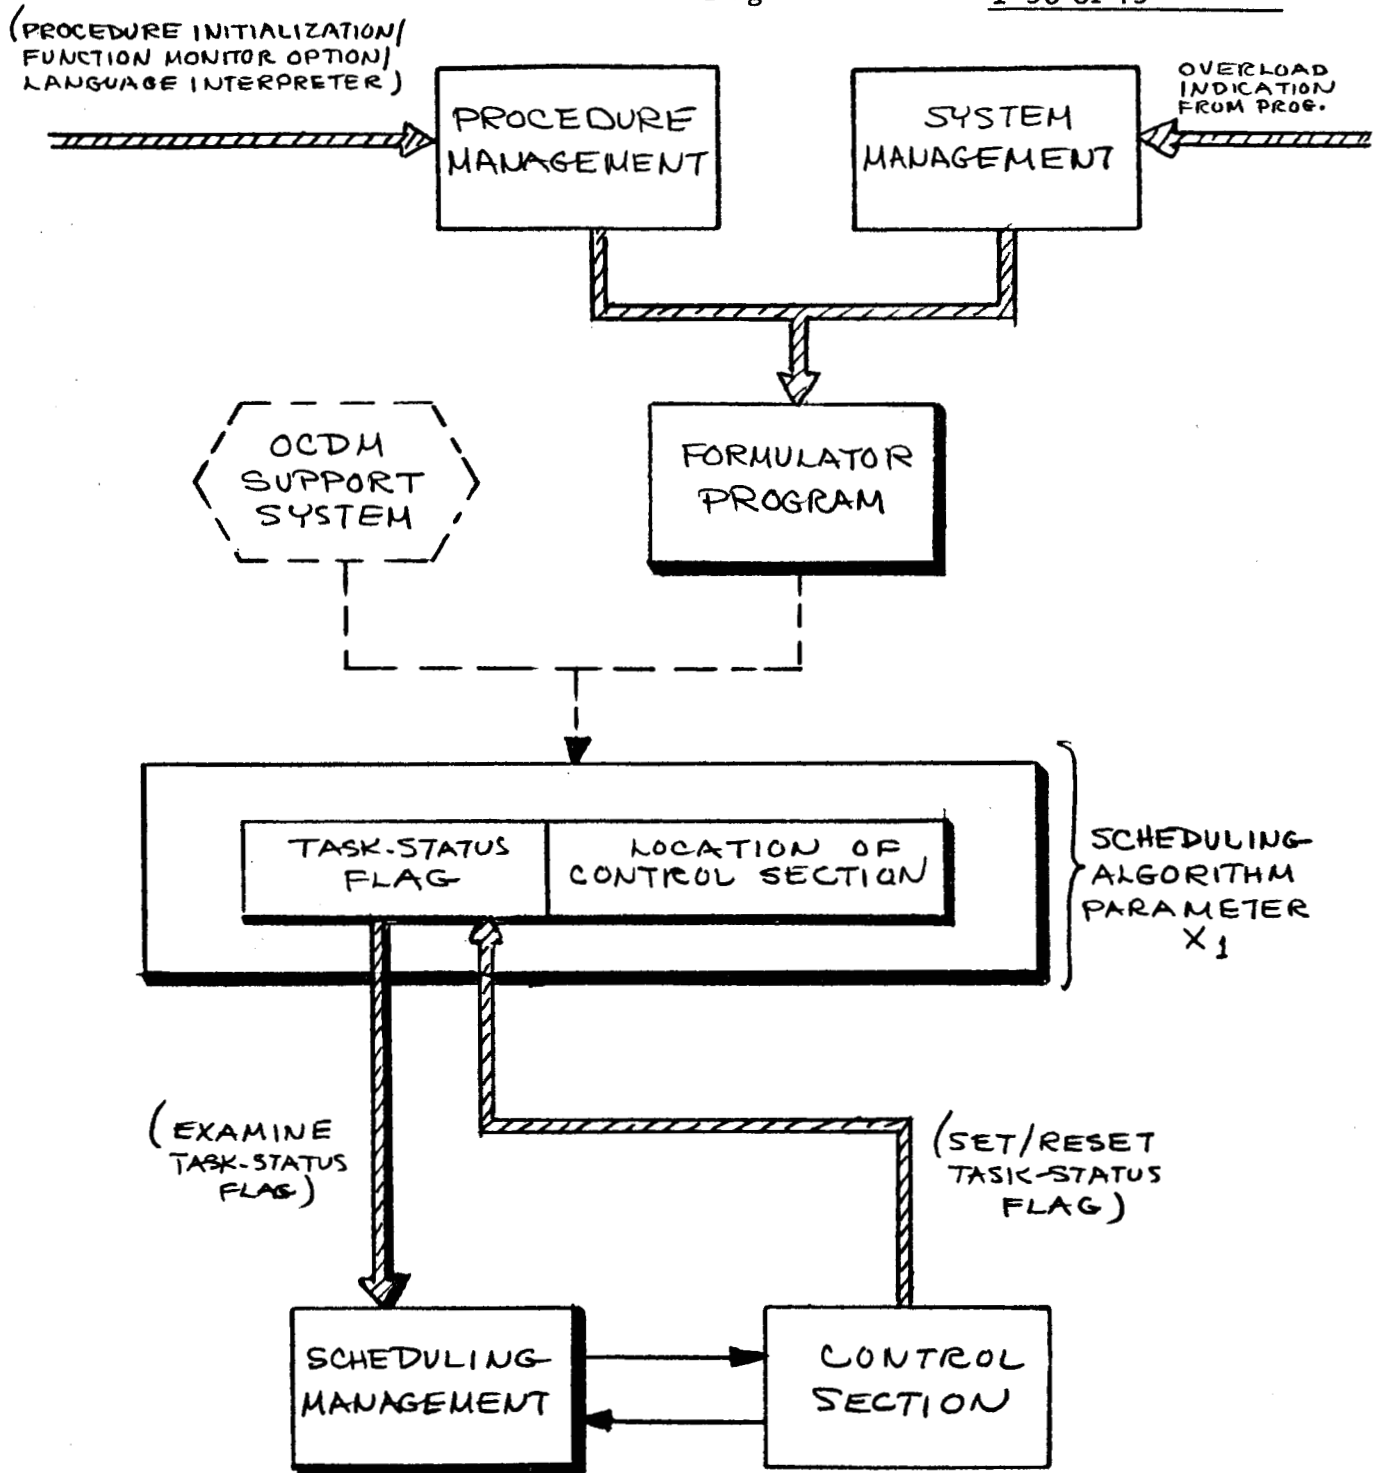 (PROCEDURE INITIALIZATION/
FUNCTION MONITOR OPTION/
LANGUAGE INTERPRETER)
PROCEDURE
MANAGEMENT
SYSTEM
MANAGEMENT
OVERLOAD
INDICATION
FROM PROG.
OCDM
SUPPORT
SYSTEM
FORMULATOR
PROGRAM
TASK-STATUS
FLAG
LOCATION OF
CONTROL SECTION
SCHEDULING-
ALGORITHM
PARAMETER
X1
(EXAMINE
TASK-STATUS
FLAG)
(SET/RESET
TASK-STATUS
FLAG)
SCHEDULING
MANAGEMENT
CONTROL
SECTION